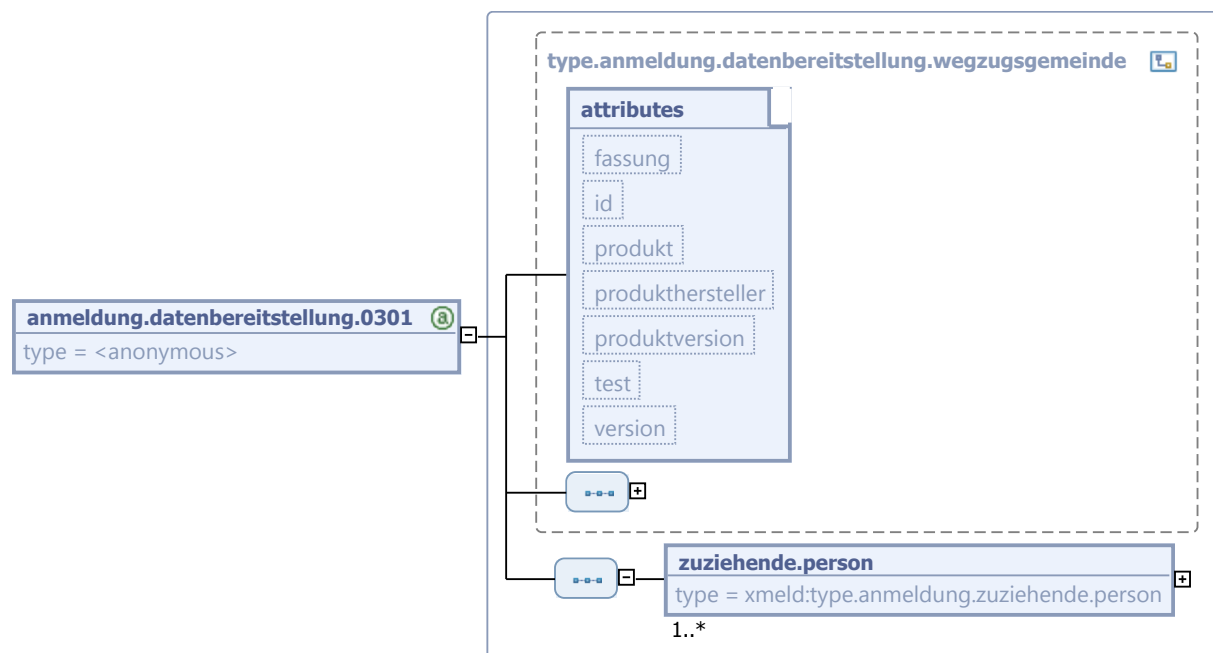 type.anmeldung.datenbereitstellung.wegzugsgemeinde
attributes
fassung
id
produkt
produkthersteller
produktversion
test
version
anmeldung.datenbereitstellung.0301
type = <anonymous>
zuziehende.person
type = xmeld:type.anmeldung.zuziehende.person
1..*